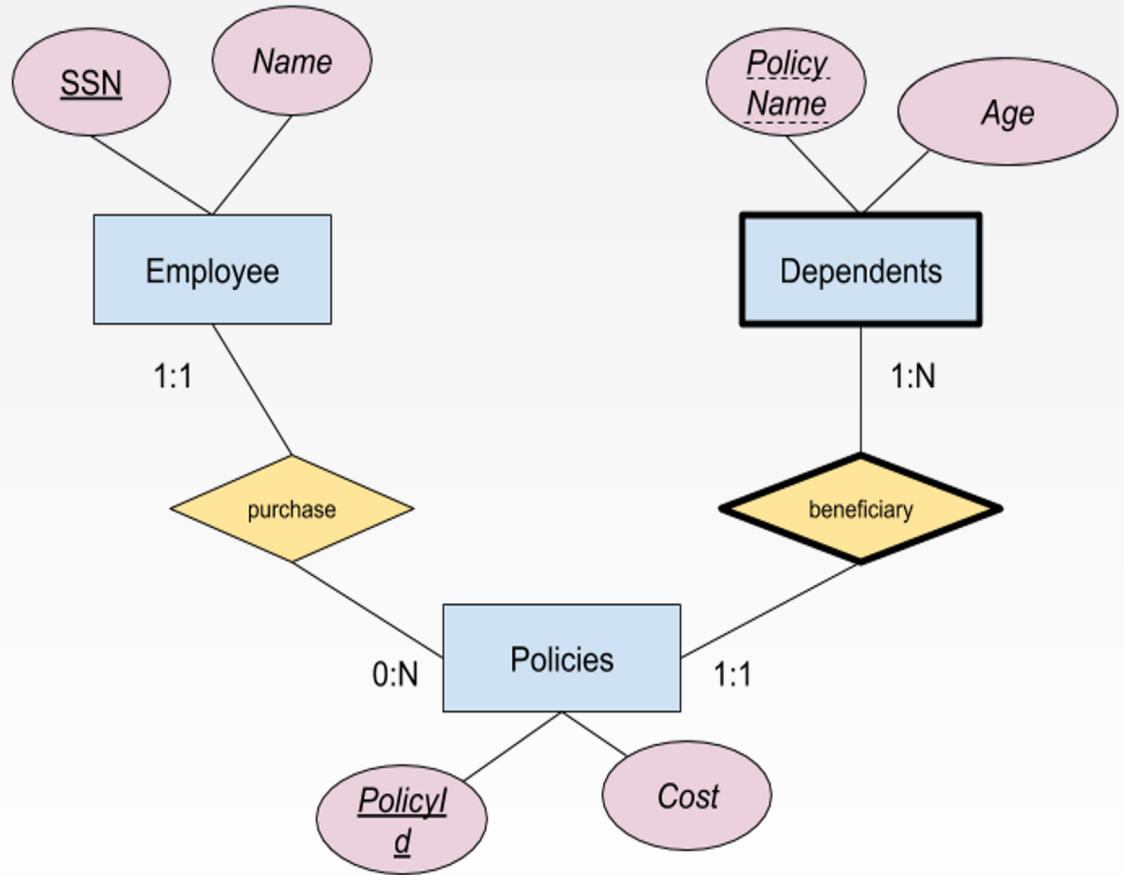 SSN
Name
Policy
Name
Age
Employee
Dependents
1:1
1:N
purchase
beneficiary
Policies
0:N
1:1
PolicyI
d
Cost